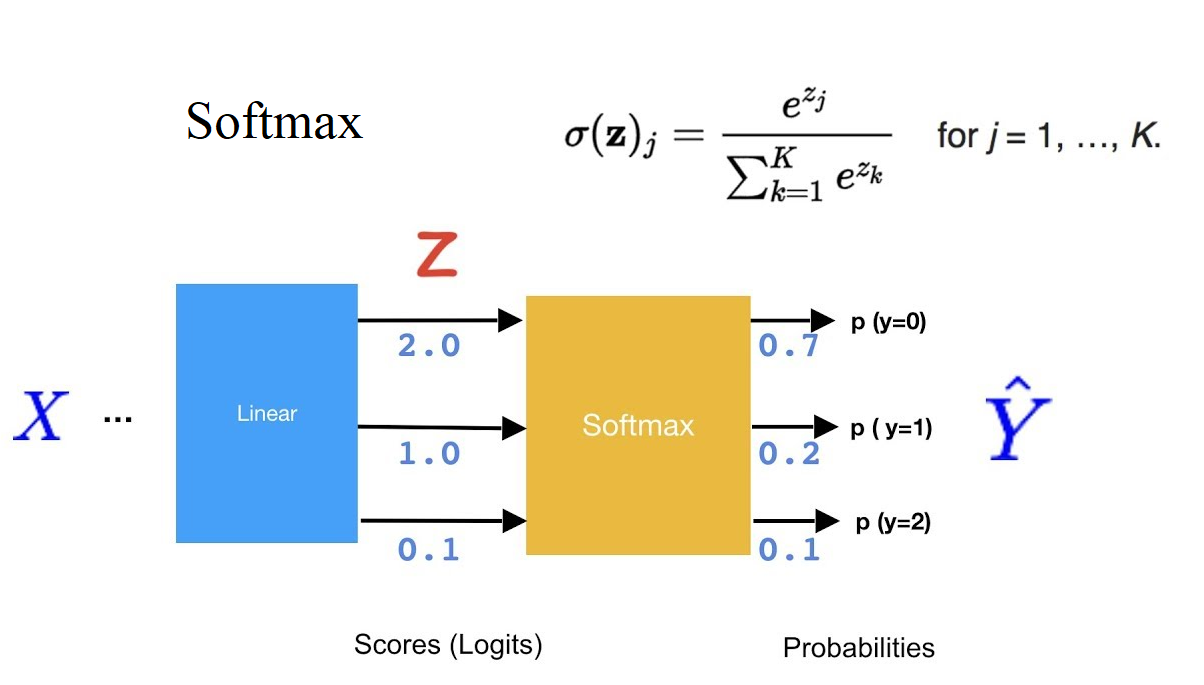 Softmax
σ(z)_j = e^{z_j} / ∑_{k=1}^{K} e^{z_k} for j = 1, ..., K.
Z
2.0
0.7
p (y=0)
X
...
Linear
Softmax
1.0
0.2
p ( y=1)
Ŷ
0.1
0.1
p (y=2)
Scores (Logits)
Probabilities